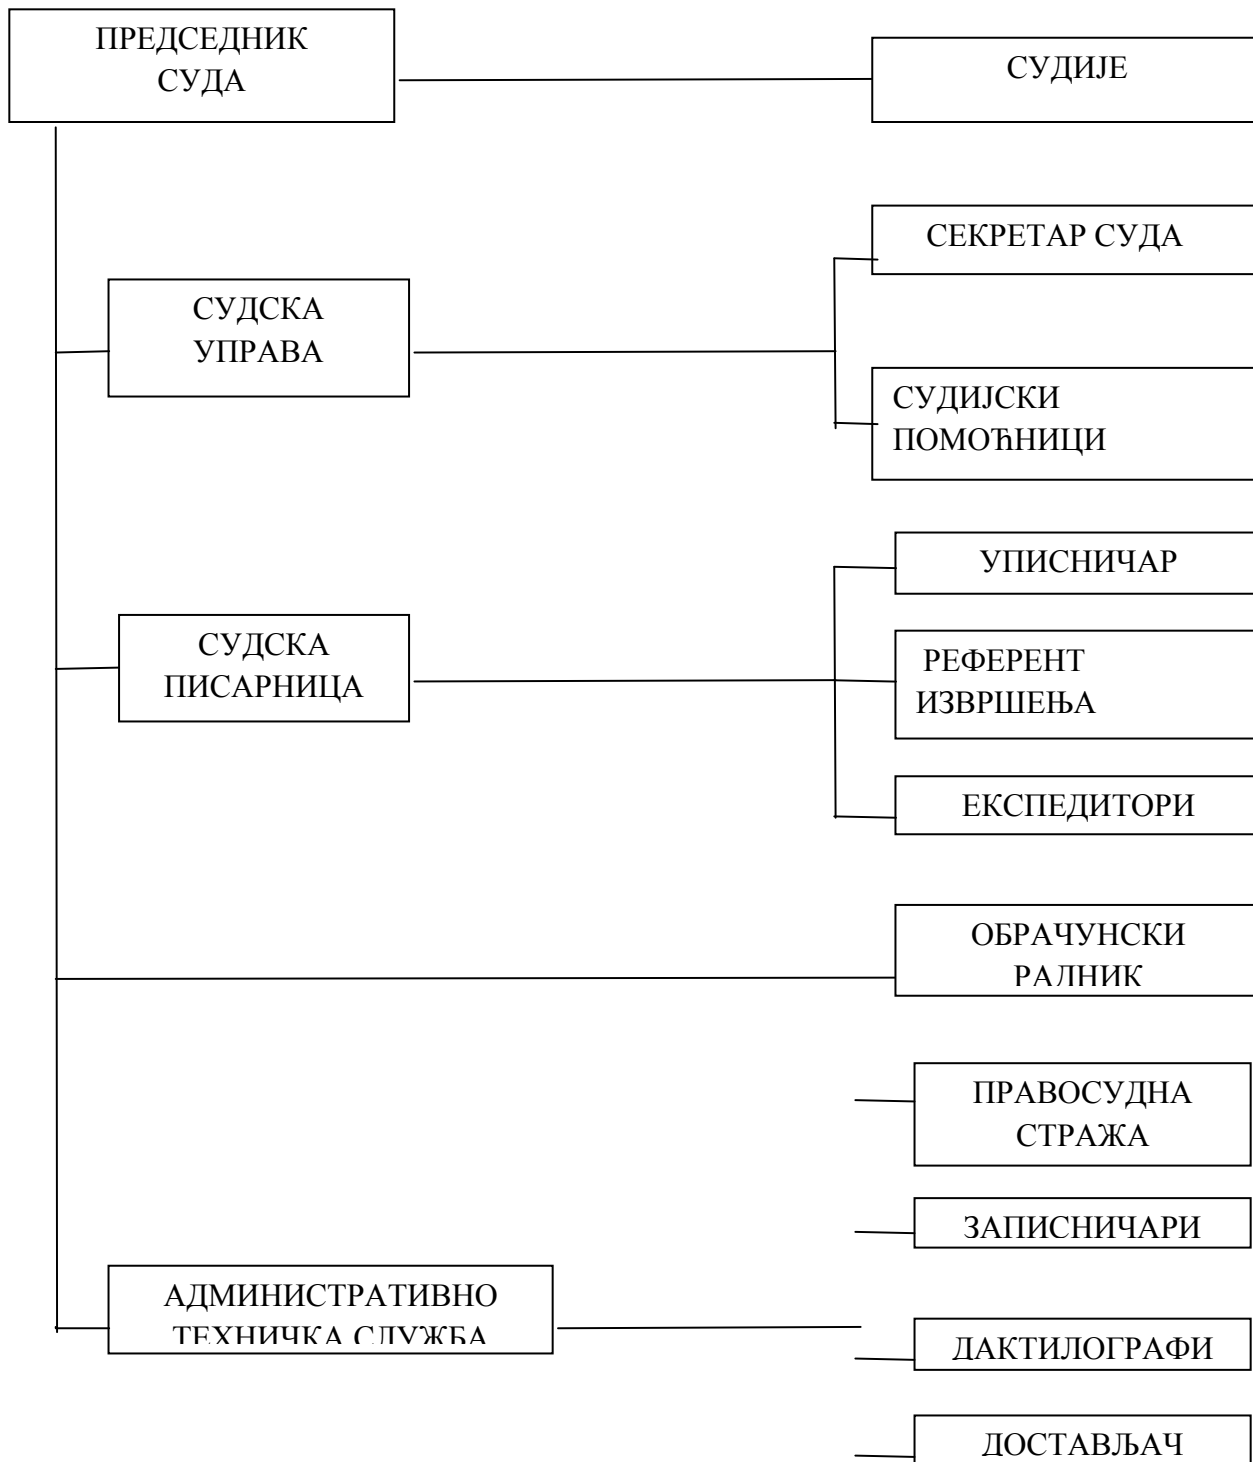 ПРЕДСЕДНИК
СУДА
СУДИЈЕ
СЕКРЕТАР СУДА
СУДСКА
УПРАВА
СУДИЈСКИ
ПОМОЋНИЦИ
УПИСНИЧАР
СУДСКА
ПИСАРНИЦА
РЕФЕРЕНТ
ИЗВРШЕЊА
ЕКСПЕДИТОРИ
ОБРАЧУНСКИ
РАДНИК
ПРАВОСУДНА
СТРАЖА
ЗАПИСНИЧАРИ
АДМИНИСТРАТИВНО
ТЕХНИЧКА СЛУЖБА
ДАКТИЛОГРАФИ
ДОСТАВЉАЧ